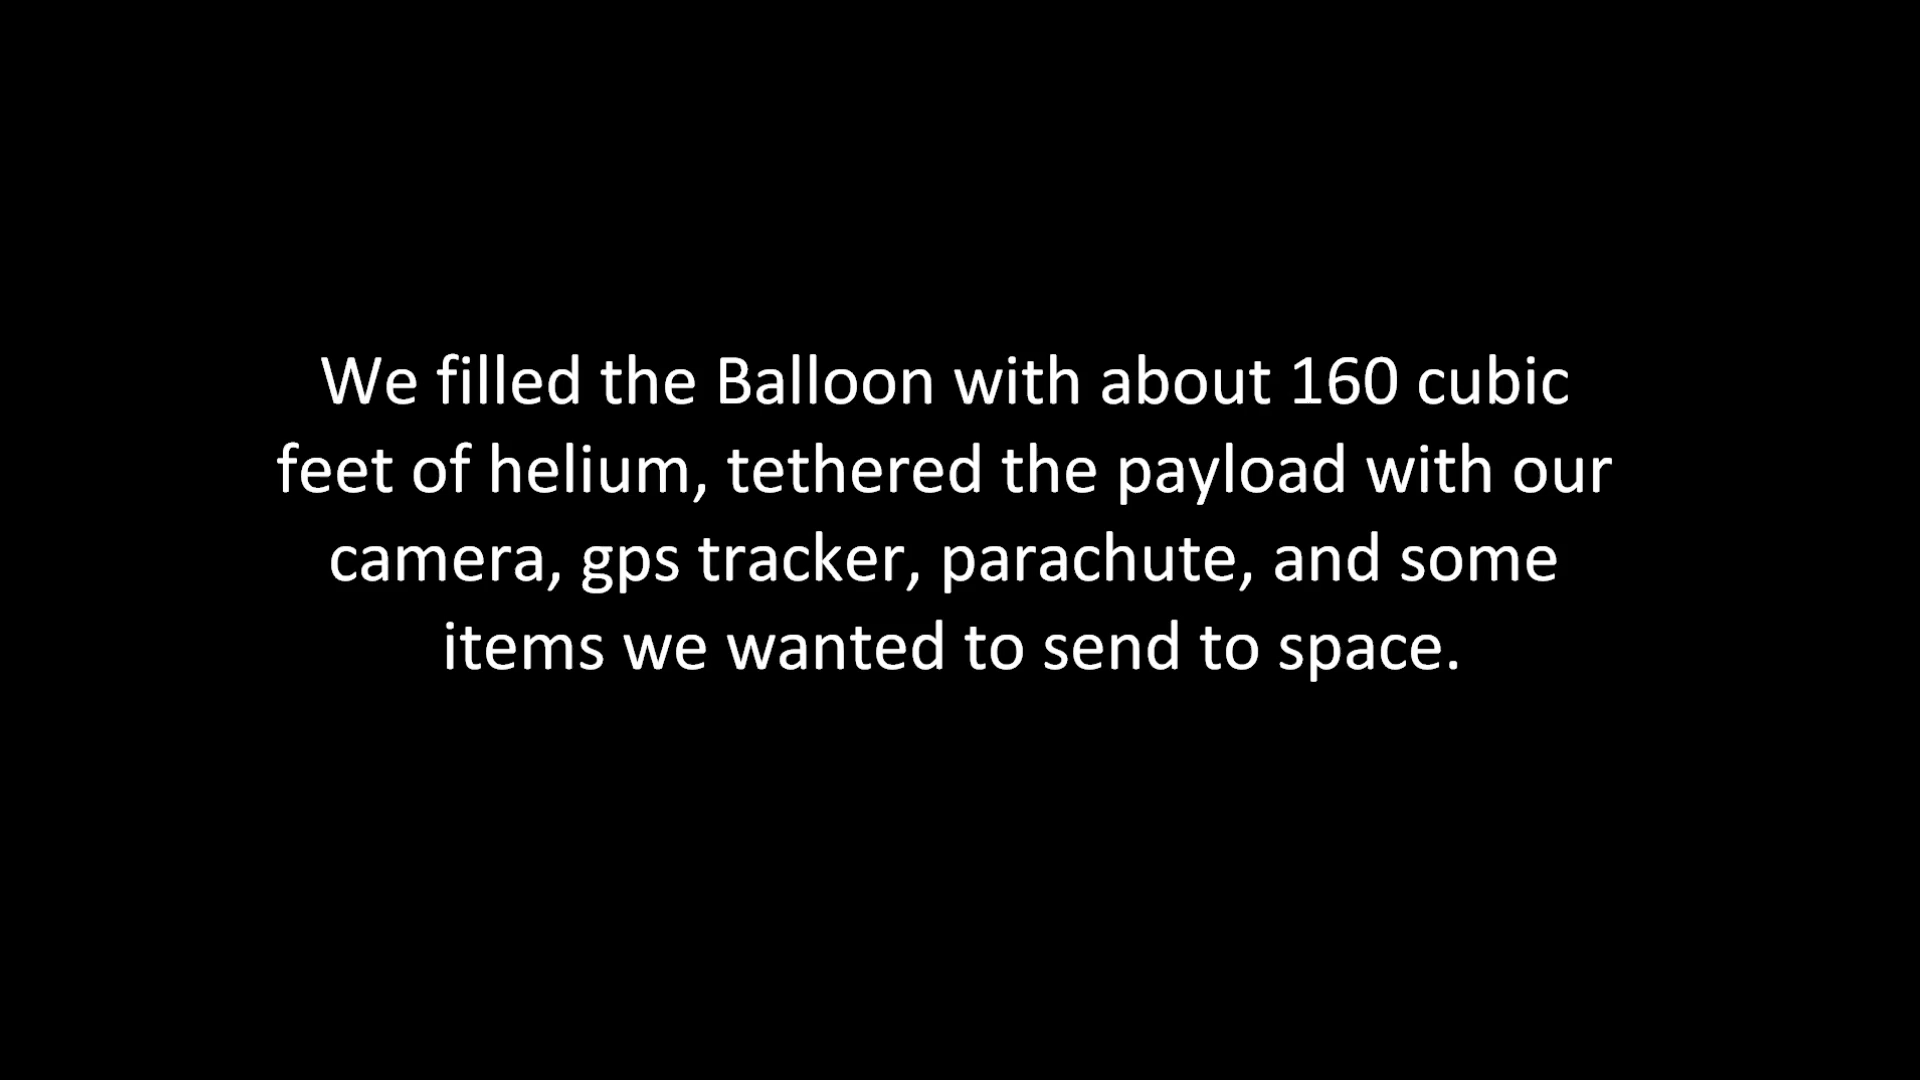 We filled the Balloon with about 160 cubic
feet of helium, tethered the payload with our
camera, gps tracker, parachute, and some
items we wanted to send to space.